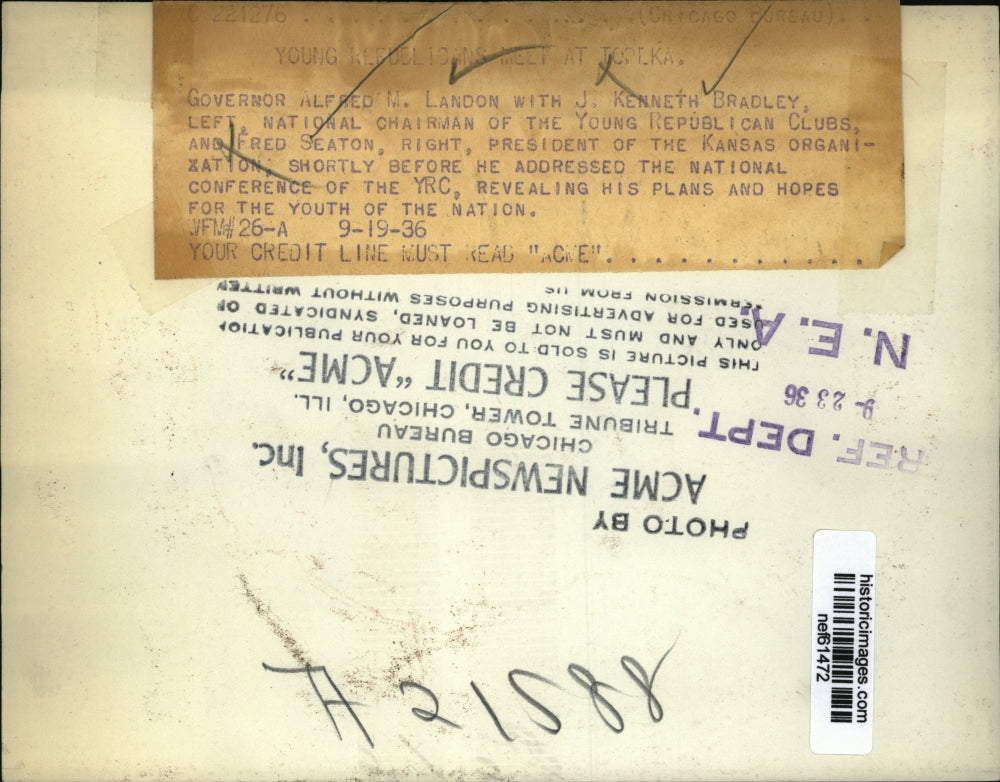 C 221276 . . . . . . . . . . . . . . (CHICAGO BUREAU). .
YOUNG REPUBLICANS MEET AT TOPEKA.
GOVERNOR ALFRED M. LANDON WITH J. KENNETH BRADLEY,
LEFT, NATIONAL CHAIRMAN OF THE YOUNG REPUBLICAN CLUBS,
AND FRED SEATON, RIGHT, PRESIDENT OF THE KANSAS ORGANI-
ZATION, SHORTLY BEFORE HE ADDRESSED THE NATIONAL
CONFERENCE OF THE YRC, REVEALING HIS PLANS AND HOPES
FOR THE YOUTH OF THE NATION.
WFM#26-A 9-19-36
YOUR CREDIT LINE MUST READ "ACME". . . . . . . . . . .
PHOTO BY
ACME NEWSPICTURES, Inc.
CHICAGO BUREAU
TRIBUNE TOWER, CHICAGO, ILL.
PLEASE CREDIT "ACME"
THIS PICTURE IS SOLD TO YOU FOR YOUR PUBLICATIO
ONLY AND MUST NOT BE LOANED, SYNDICATED OR
USED FOR ADVERTISING PURPOSES WITHOUT WRITTEN
PERMISSION FROM US
REF. DEPT.
9-23 36
N. E. A.
historicimages.com
nef61472